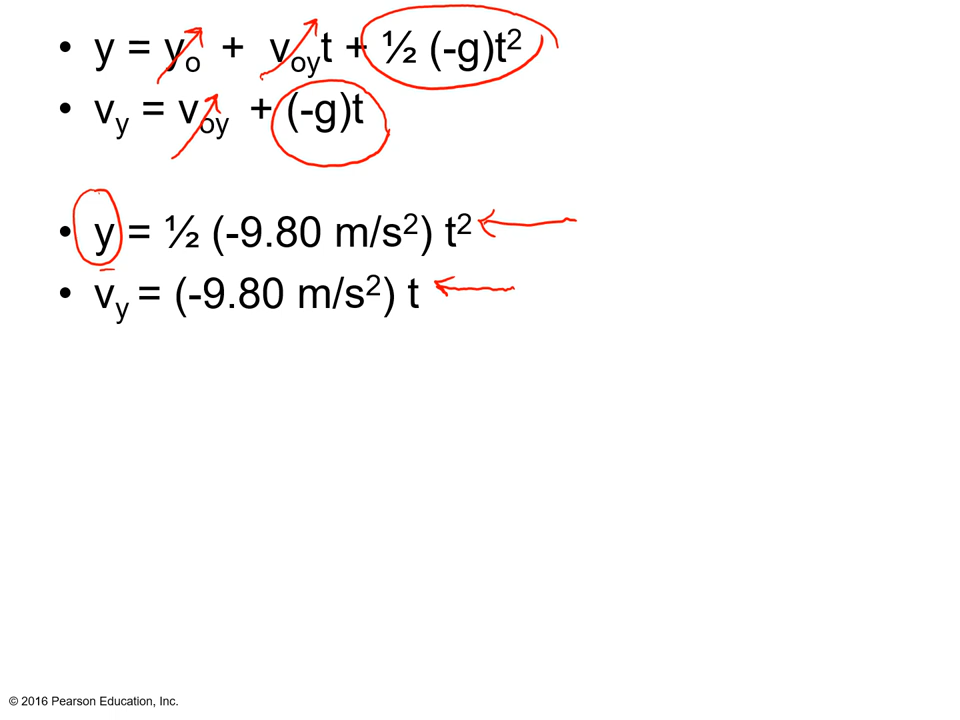 • y = yo + voyt + ½ (-g)t²
• vy = voy + (-g)t
• y = ½ (-9.80 m/s²) t²
• vy = (-9.80 m/s²) t
© 2016 Pearson Education, Inc.